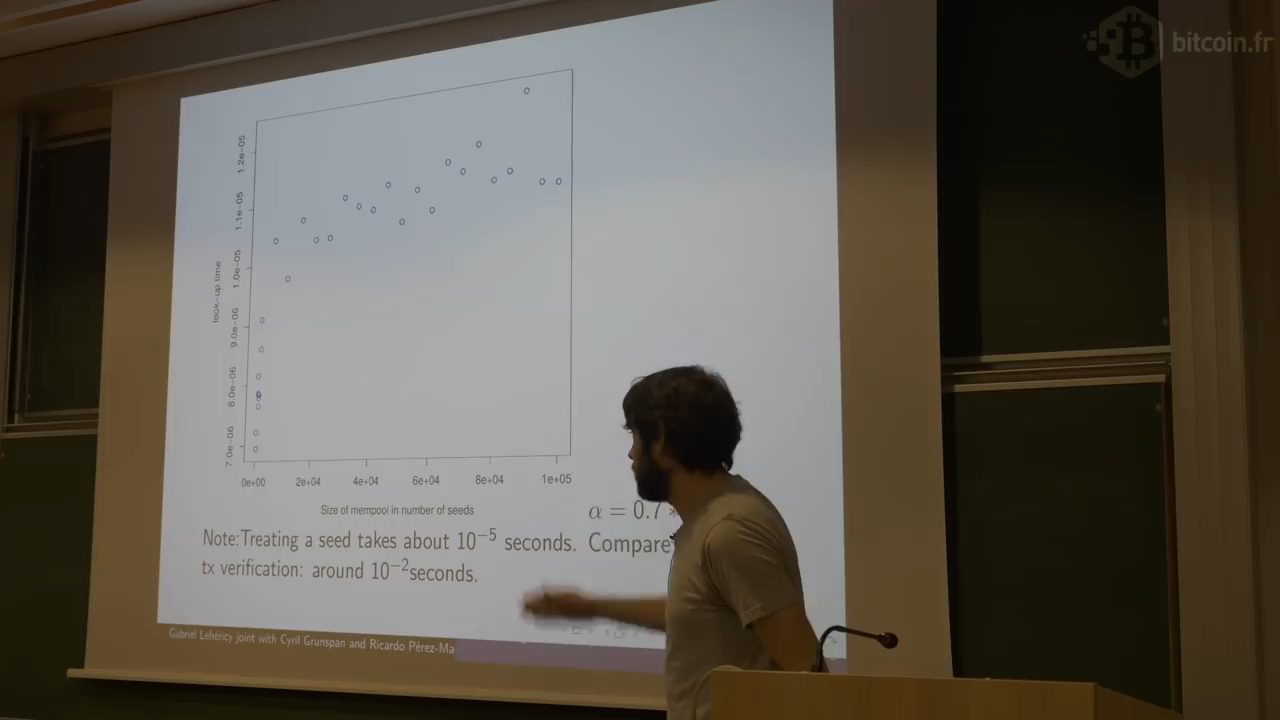 bitcoin.fr
1.2e-05
1.1e-05
1.0e-05
9.0e-06
8.0e-06
7.0e-06
look-up time
0e+00 2e+04 4e+04 6e+04 8e+04 1e+05
Size of mempool in number of seeds
α = 0.7 *
Note:Treating a seed takes about 10⁻⁵ seconds. Compare
tx verification: around 10⁻²seconds.
Gabriel Lehéricy joint with Cyril Grunspan and Ricardo Pérez-Ma